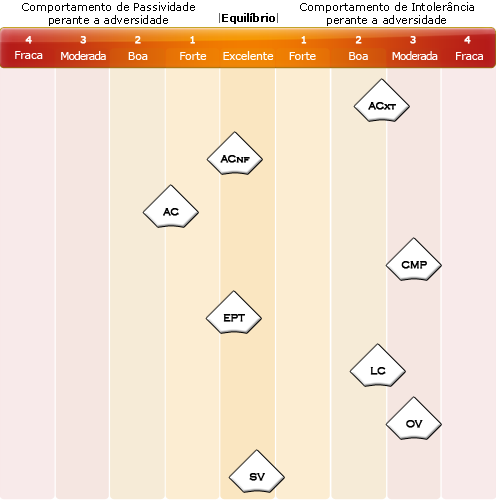 Comportamento de Passividade
perante a adversidade
|Equilíbrio|
Comportamento de Intolerância
perante a adversidade
4 3 2 1 1 2 3 4
Fraca Moderada Boa Forte Excelente Forte Boa Moderada Fraca
ACXT
ACNF
AC
CMP
EPT
LC
OV
SV